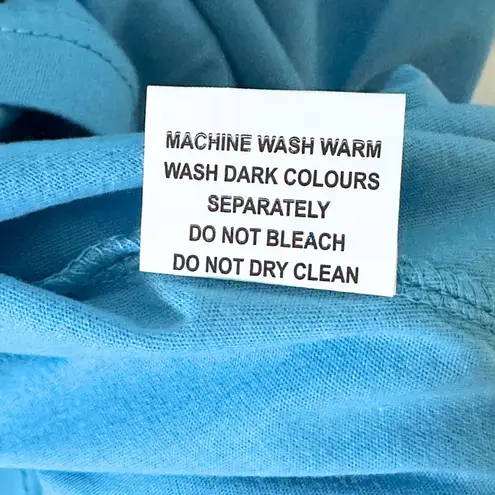 MACHINE WASH WARM
WASH DARK COLOURS
SEPARATELY
DO NOT BLEACH
DO NOT DRY CLEAN